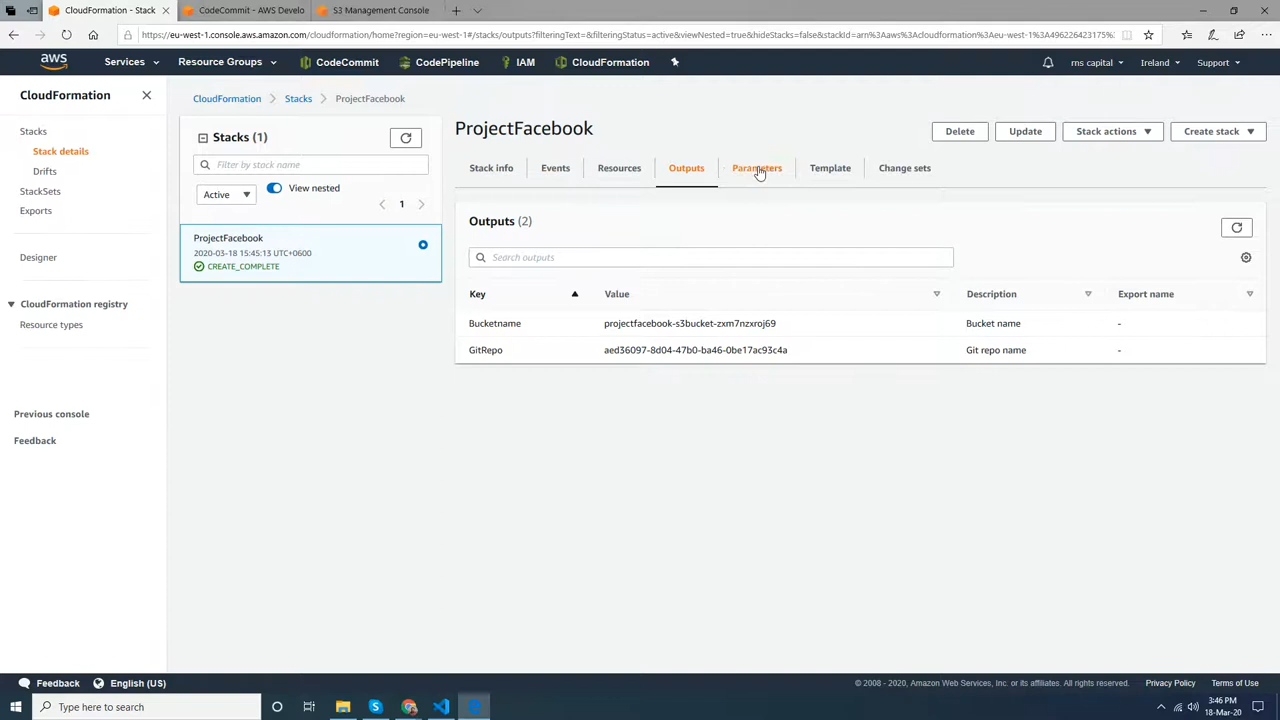 CloudFormation - Stack
CodeCommit - AWS Develo
S3 Management Console
https://eu-west-1.console.aws.amazon.com/cloudformation/home?region=eu-west-1#/stacks/outputs?filteringText=&filteringStatus=active&viewNested=true&hideStacks=false&stackId=arn%3Aaws%3Acloudformation%3Aeu-west-1%3A496226423175%
aws
Services
Resource Groups
CodeCommit
CodePipeline
IAM
CloudFormation
ms capital
Ireland
Support
CloudFormation
Stacks
Stack details
Drifts
StackSets
Exports
Designer
CloudFormation registry
Resource types
Previous console
Feedback
CloudFormation
Stacks
ProjectFacebook
Stacks (1)
Filter by stack name
Active
View nested
1
ProjectFacebook
2020-03-18 15:45:13 UTC+0600
CREATE_COMPLETE
ProjectFacebook
Delete
Update
Stack actions
Create stack
Stack info
Events
Resources
Outputs
Parameters
Template
Change sets
Outputs (2)
Search outputs
Key
Value
Description
Export name
Bucketname
projectfacebook-s3bucket-zxm7nzxroj69
Bucket name
-
GitRepo
aed36097-8d04-47b0-ba46-0be17ac93c4a
Git repo name
-
Feedback
English (US)
© 2008 - 2020, Amazon Web Services, Inc. or its affiliates. All rights reserved.
Privacy Policy
Terms of Use
Type here to search
3:46 PM
18-Mar-20